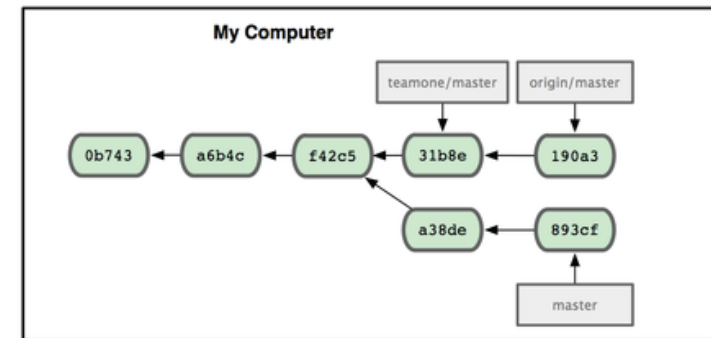 My Computer
teamone/master
origin/master
0b743
a6b4c
f42c5
31b8e
190a3
a38de
893cf
master